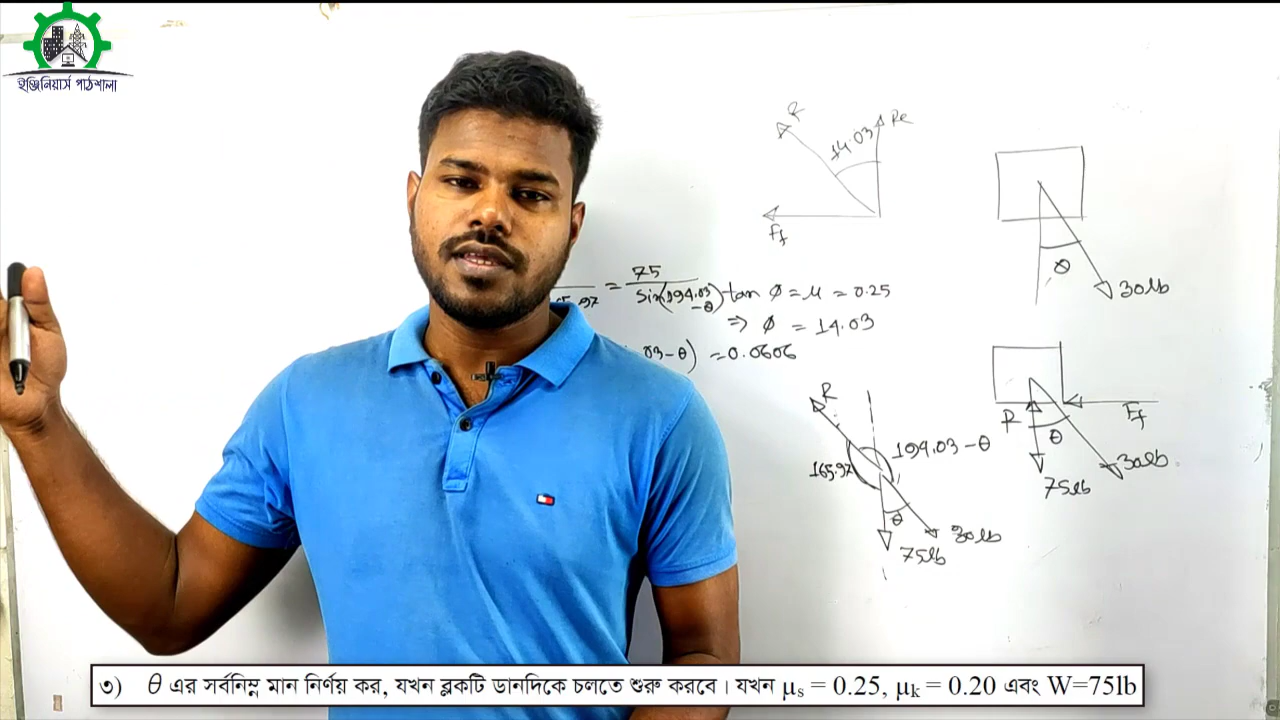 ইঞ্জিনিয়ার্স পাঠশালা
R
14.03
Re
Ff
θ
30lb
= 75 / sin(194.03 - θ)
tan φ = μ = 0.25
⇒ φ = 14.03
03 - θ) = 0.0606
R
165.97
194.03 - θ
θ
30lb
75lb
R
θ
Ff
30lb
75lb
৩) θ এর সর্বনিম্ন মান নির্ণয় কর, যখন ব্লকটি ডানদিকে চলতে শুরু করবে। যখন μs = 0.25, μk = 0.20 এবং W=75lb